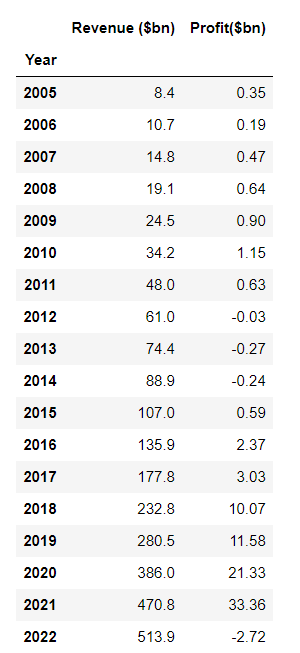 Revenue ($bn) Profit($bn)
Year
2005 8.4 0.35
2006 10.7 0.19
2007 14.8 0.47
2008 19.1 0.64
2009 24.5 0.90
2010 34.2 1.15
2011 48.0 0.63
2012 61.0 -0.03
2013 74.4 -0.27
2014 88.9 -0.24
2015 107.0 0.59
2016 135.9 2.37
2017 177.8 3.03
2018 232.8 10.07
2019 280.5 11.58
2020 386.0 21.33
2021 470.8 33.36
2022 513.9 -2.72